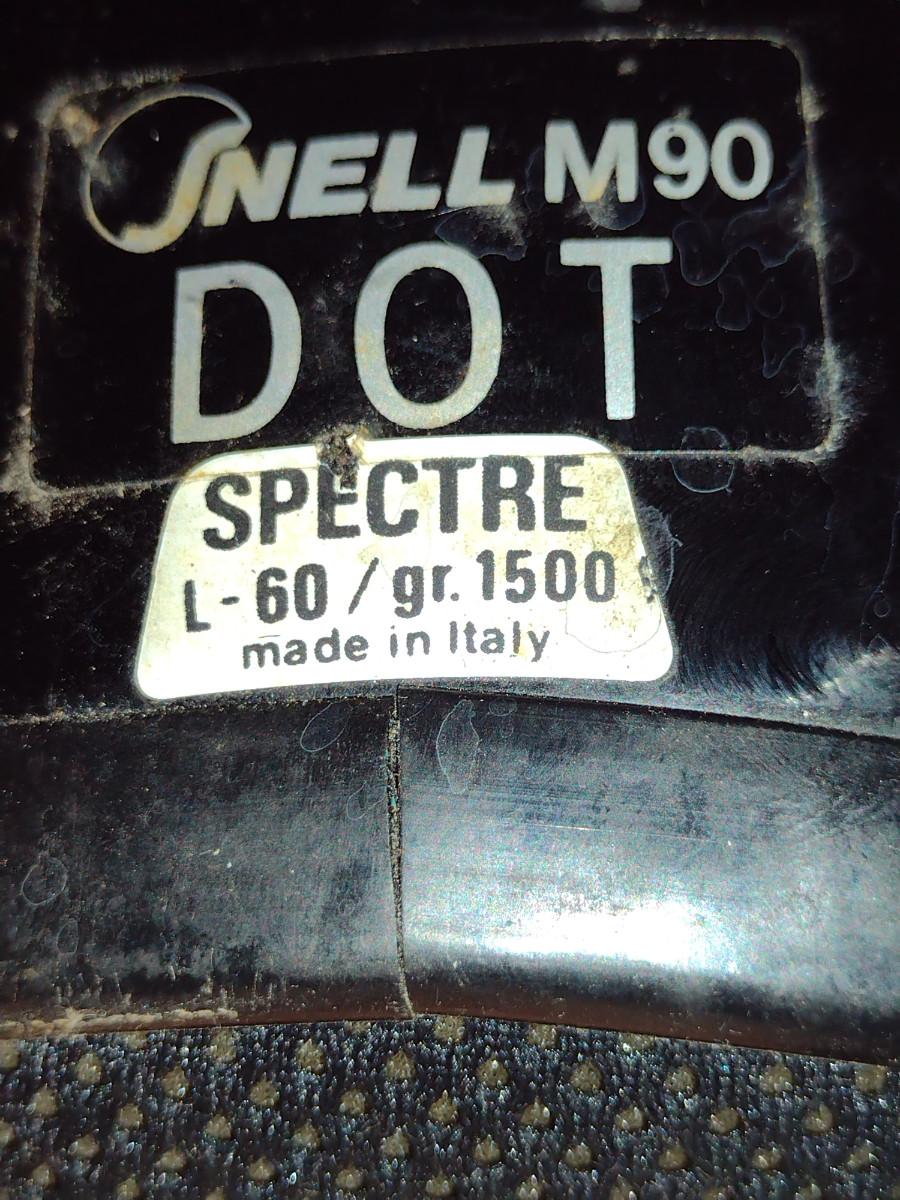 SNELL M90
DOT
SPECTRE
L-60 / gr. 1500
made in Italy